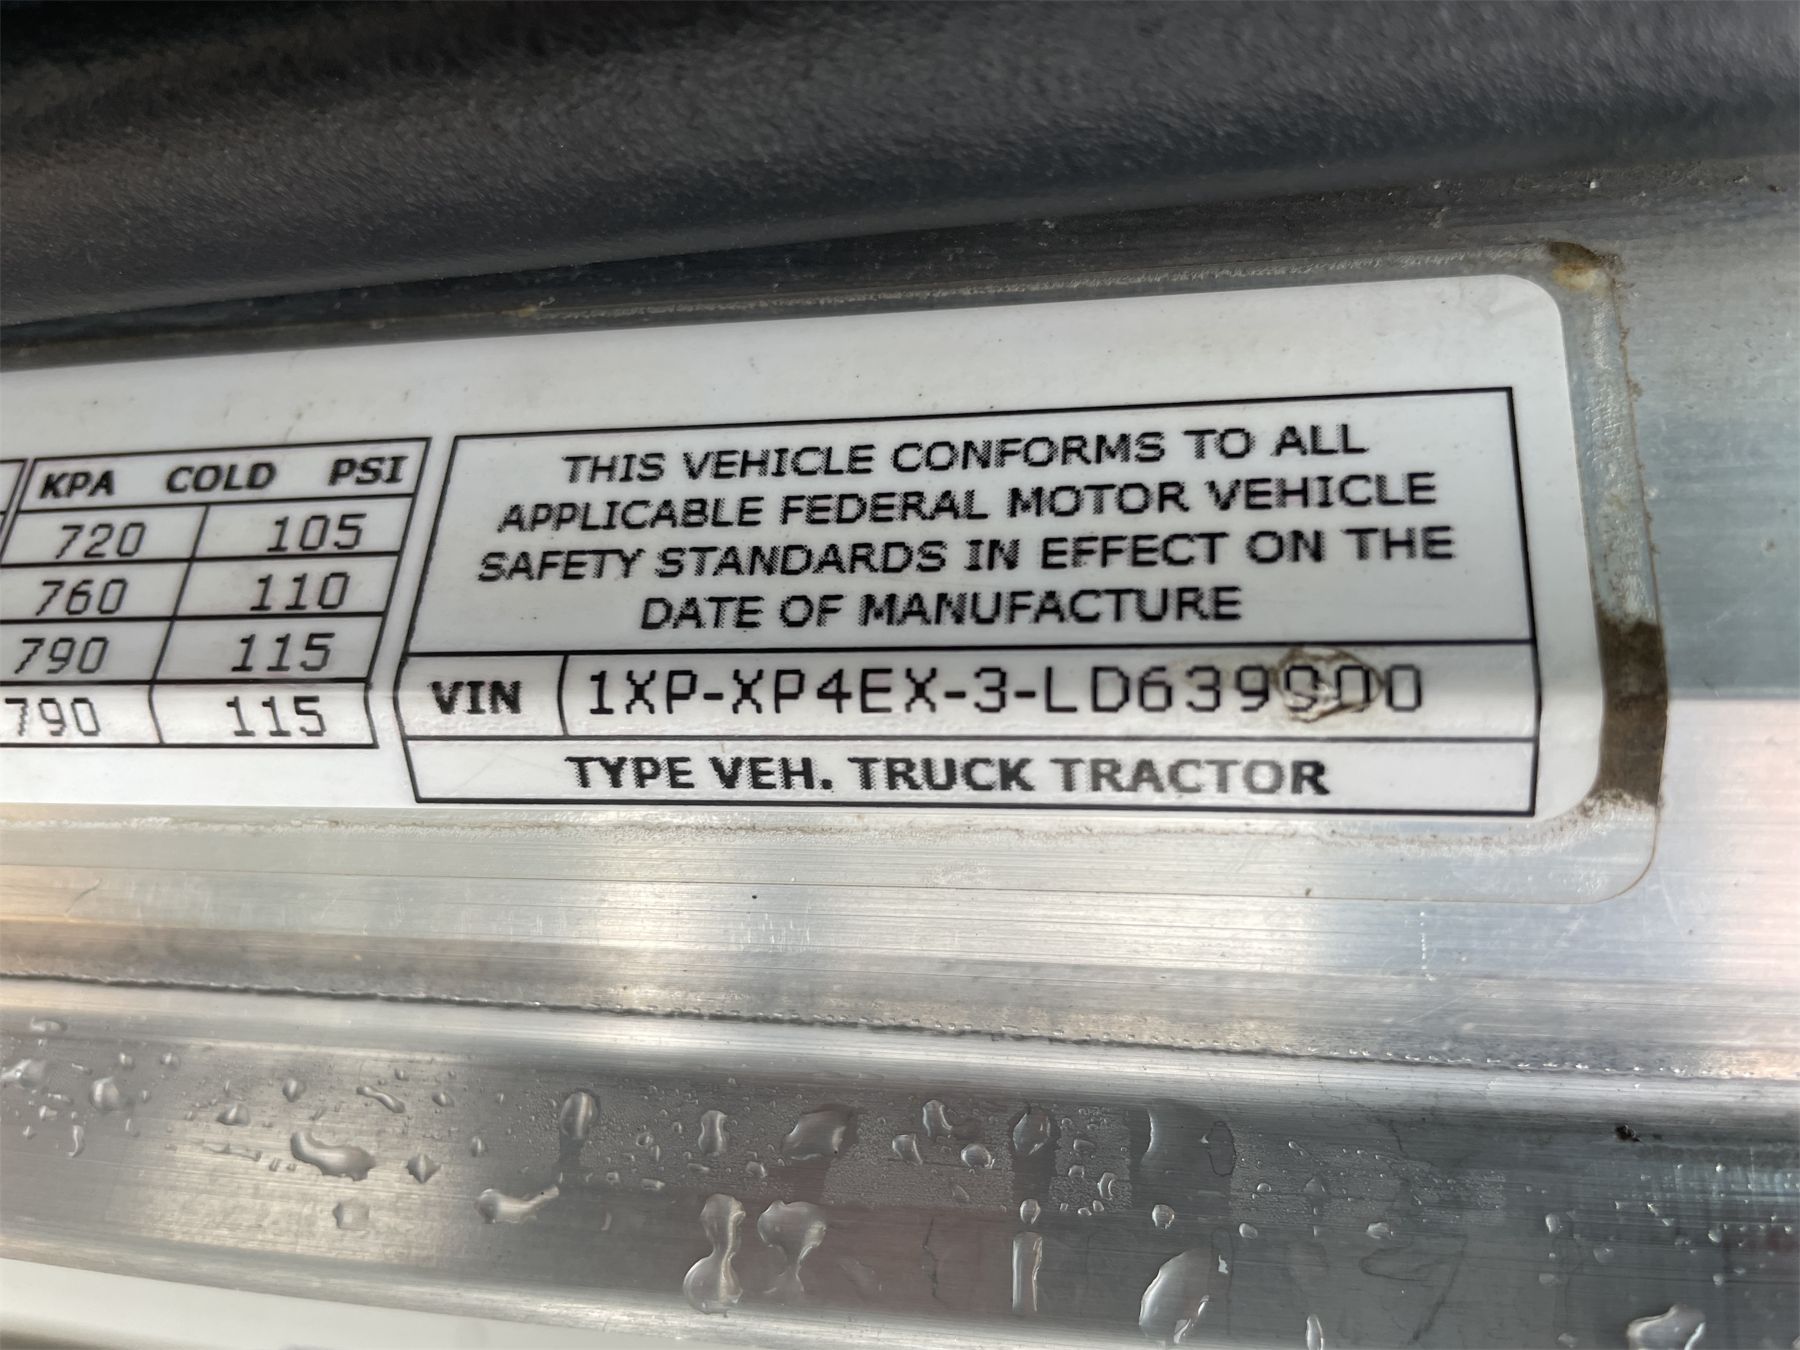 KPA COLD PSI
720 105
760 110
790 115
790 115
THIS VEHICLE CONFORMS TO ALL
APPLICABLE FEDERAL MOTOR VEHICLE
SAFETY STANDARDS IN EFFECT ON THE
DATE OF MANUFACTURE
VIN 1XP-XP4EX-3-LD639900
TYPE VEH. TRUCK TRACTOR